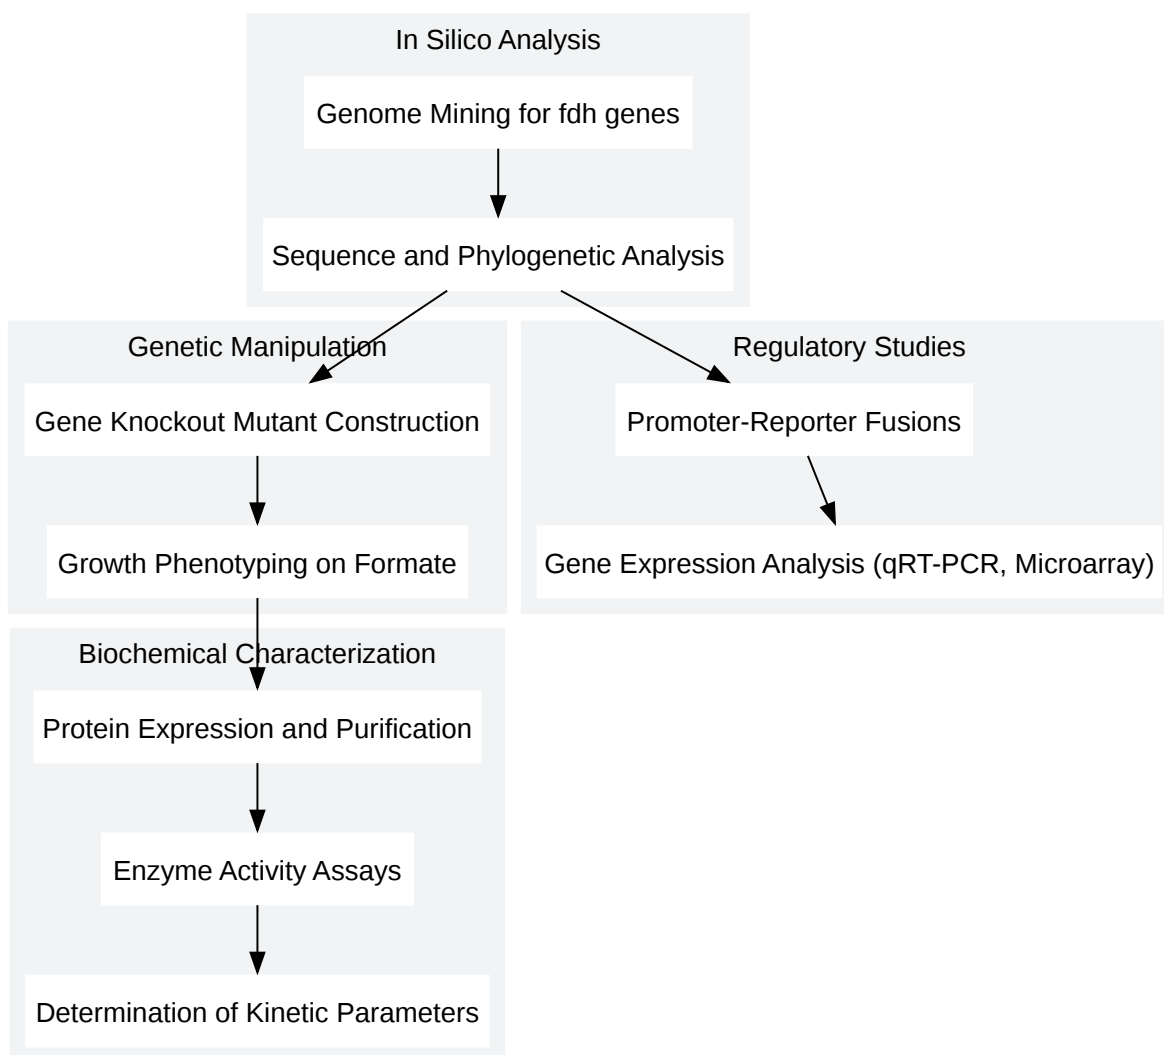 In Silico Analysis
Genome Mining for fdh genes
Sequence and Phylogenetic Analysis
Genetic Manipulation
Gene Knockout Mutant Construction
Growth Phenotyping on Formate
Regulatory Studies
Promoter-Reporter Fusions
Gene Expression Analysis (qRT-PCR, Microarray)
Biochemical Characterization
Protein Expression and Purification
Enzyme Activity Assays
Determination of Kinetic Parameters